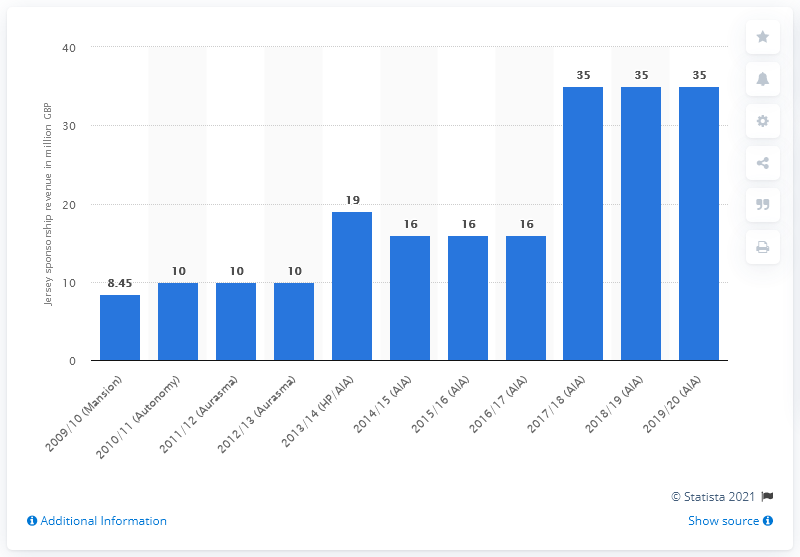 Jersey sponsorship revenue in million GBP
40
30
20
10
0
8.45
10
10
10
19
16
16
16
35
35
35
2009/10 (Mansion)
2010/11 (Autonomy)
2011/12 (Aurasma)
2012/13 (Aurasma)
2013/14 (HP/AIA)
2014/15 (AIA)
2015/16 (AIA)
2016/17 (AIA)
2017/18 (AIA)
2018/19 (AIA)
2019/20 (AIA)
© Statista 2021
Additional Information
Show source